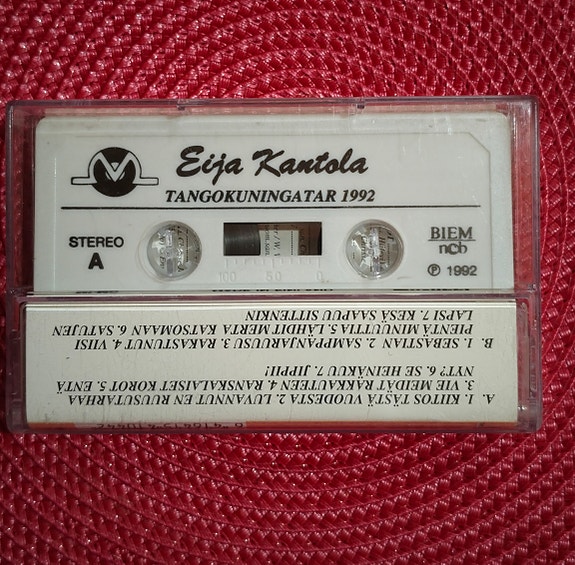 Eija Kantola
TANGOKUNINGATAR 1992
STEREO
A
BIEM
ncb
℗ 1992
100 50 0
A. 1. KIITOS TÄSTÄ VUODESTA 2. LUVANNUT EN RUUSUTARHAA
3. VIE MEIDÄT RAKKAUTEEN 4. RANSKALAISET KOROT 5. ENTÄ
NYT? 6. SE HEINÄKUU 7. JIPPII!
B. 1. SEBASTIAN 2. SAMPPANJARUUSU 3. RAKASTUNUT 4. VIISI
PIENTÄ MINUUTTIA 5. LÄHDIT MERTA KATSOMAAN 6. SATUJEN
LAPSI 7. KESÄ SAAPUU SITTENKIN